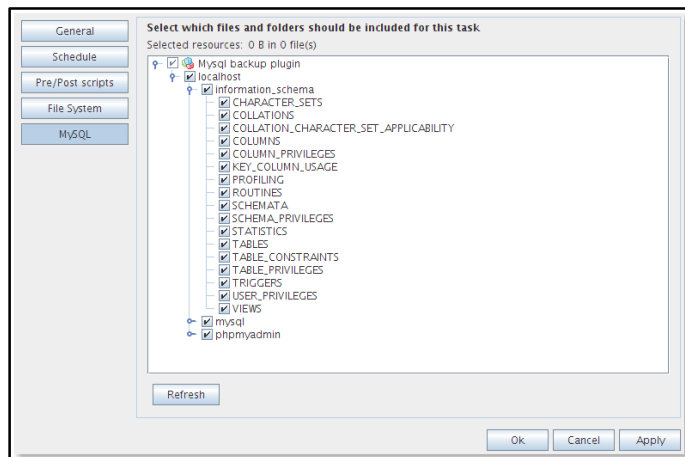 General
Schedule
Pre/Post scripts
File System
MySQL
Select which files and folders should be included for this task
Selected resources: 0 B in 0 file(s)
Mysql backup plugin
localhost
information_schema
CHARACTER_SETS
COLLATIONS
COLLATION_CHARACTER_SET_APPLICABILITY
COLUMNS
COLUMN_PRIVILEGES
KEY_COLUMN_USAGE
PROFILING
ROUTINES
SCHEMATA
SCHEMA_PRIVILEGES
STATISTICS
TABLES
TABLE_CONSTRAINTS
TABLE_PRIVILEGES
TRIGGERS
USER_PRIVILEGES
VIEWS
mysql
phpmyadmin
Refresh
Ok Cancel Apply